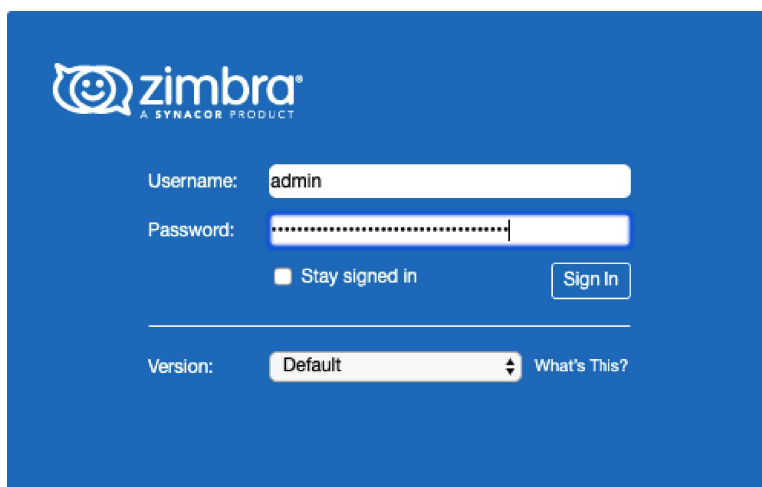 zimbra®
A SYNACOR PRODUCT
Username: admin
Password: •••••••••••••••••••••••••••••••••••••
Stay signed in Sign In
Version: Default What's This?